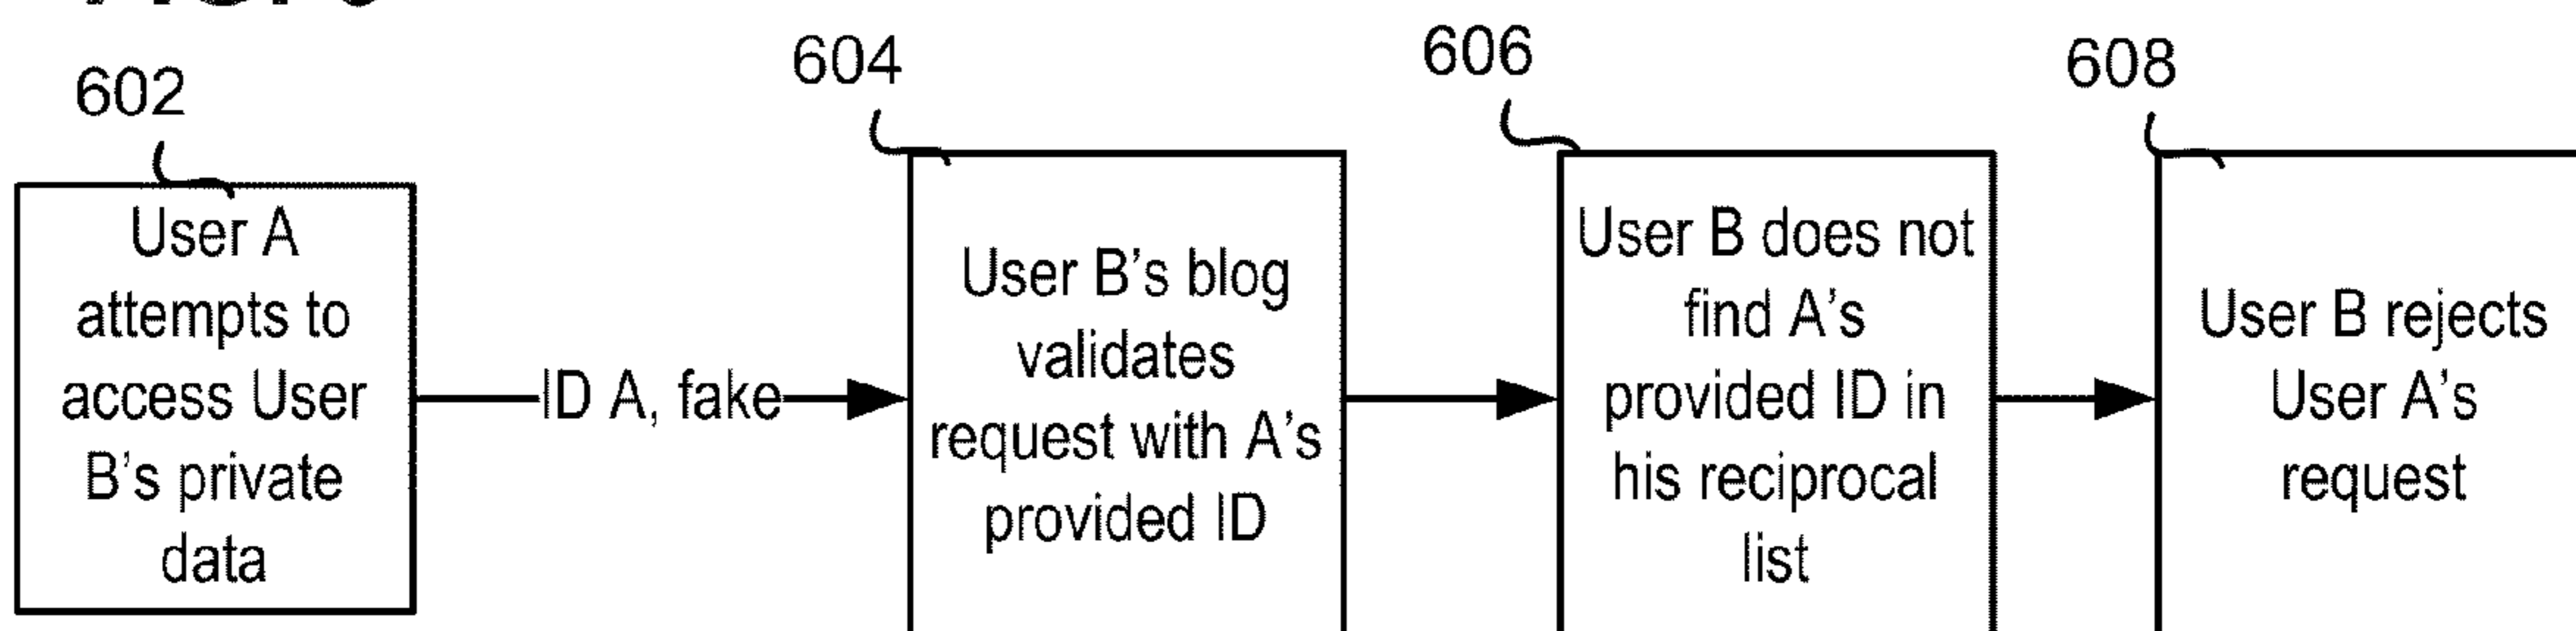 602
User A
attempts to
access User
B's private
data
ID A, fake
604
User B's blog
validates
request with A's
provided ID
606
User B does not
find A's
provided ID in
his reciprocal
list
608
User B rejects
User A's
request